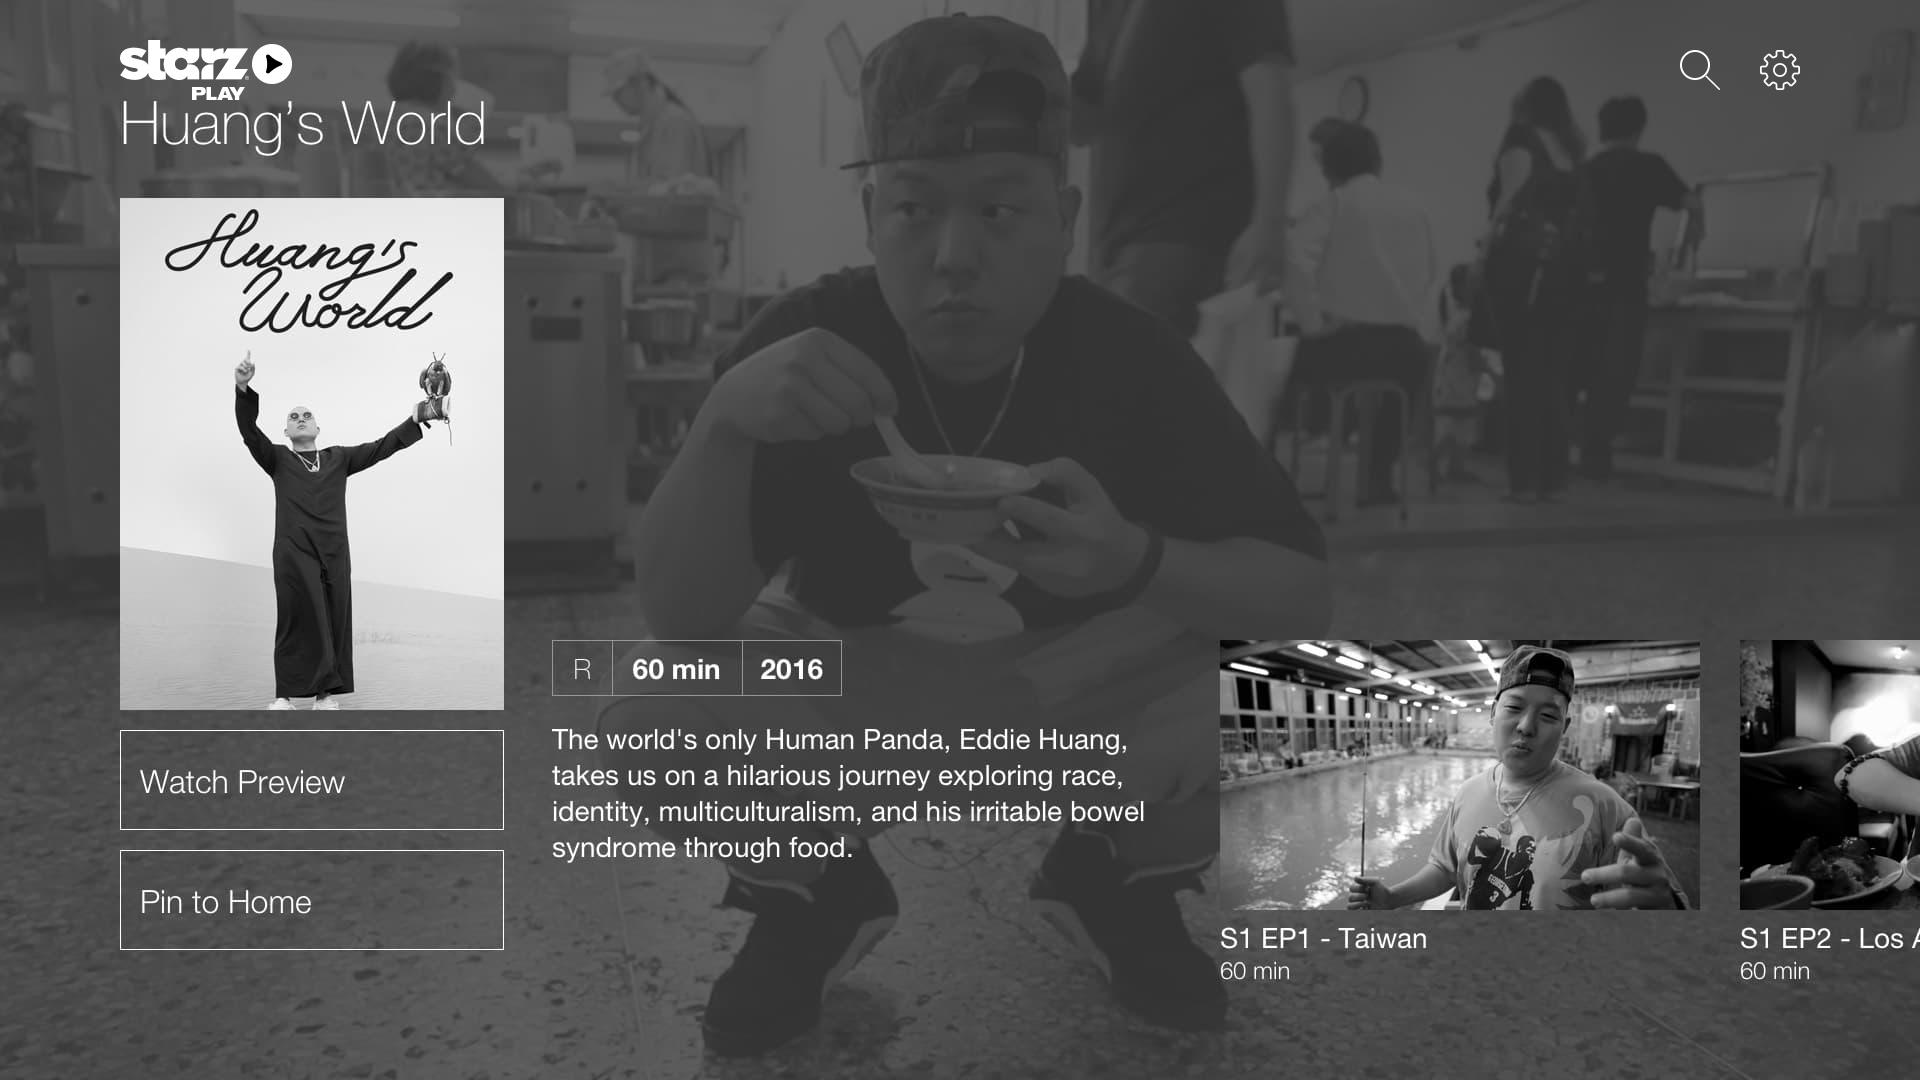 starz
PLAY
Huang’s World
Huang's
World
Watch Preview
Pin to Home
R
60 min
2016
The world's only Human Panda, Eddie Huang,
takes us on a hilarious journey exploring race,
identity, multiculturalism, and his irritable bowel
syndrome through food.
S1 EP1 - Taiwan
60 min
S1 EP2 - Los
60 min